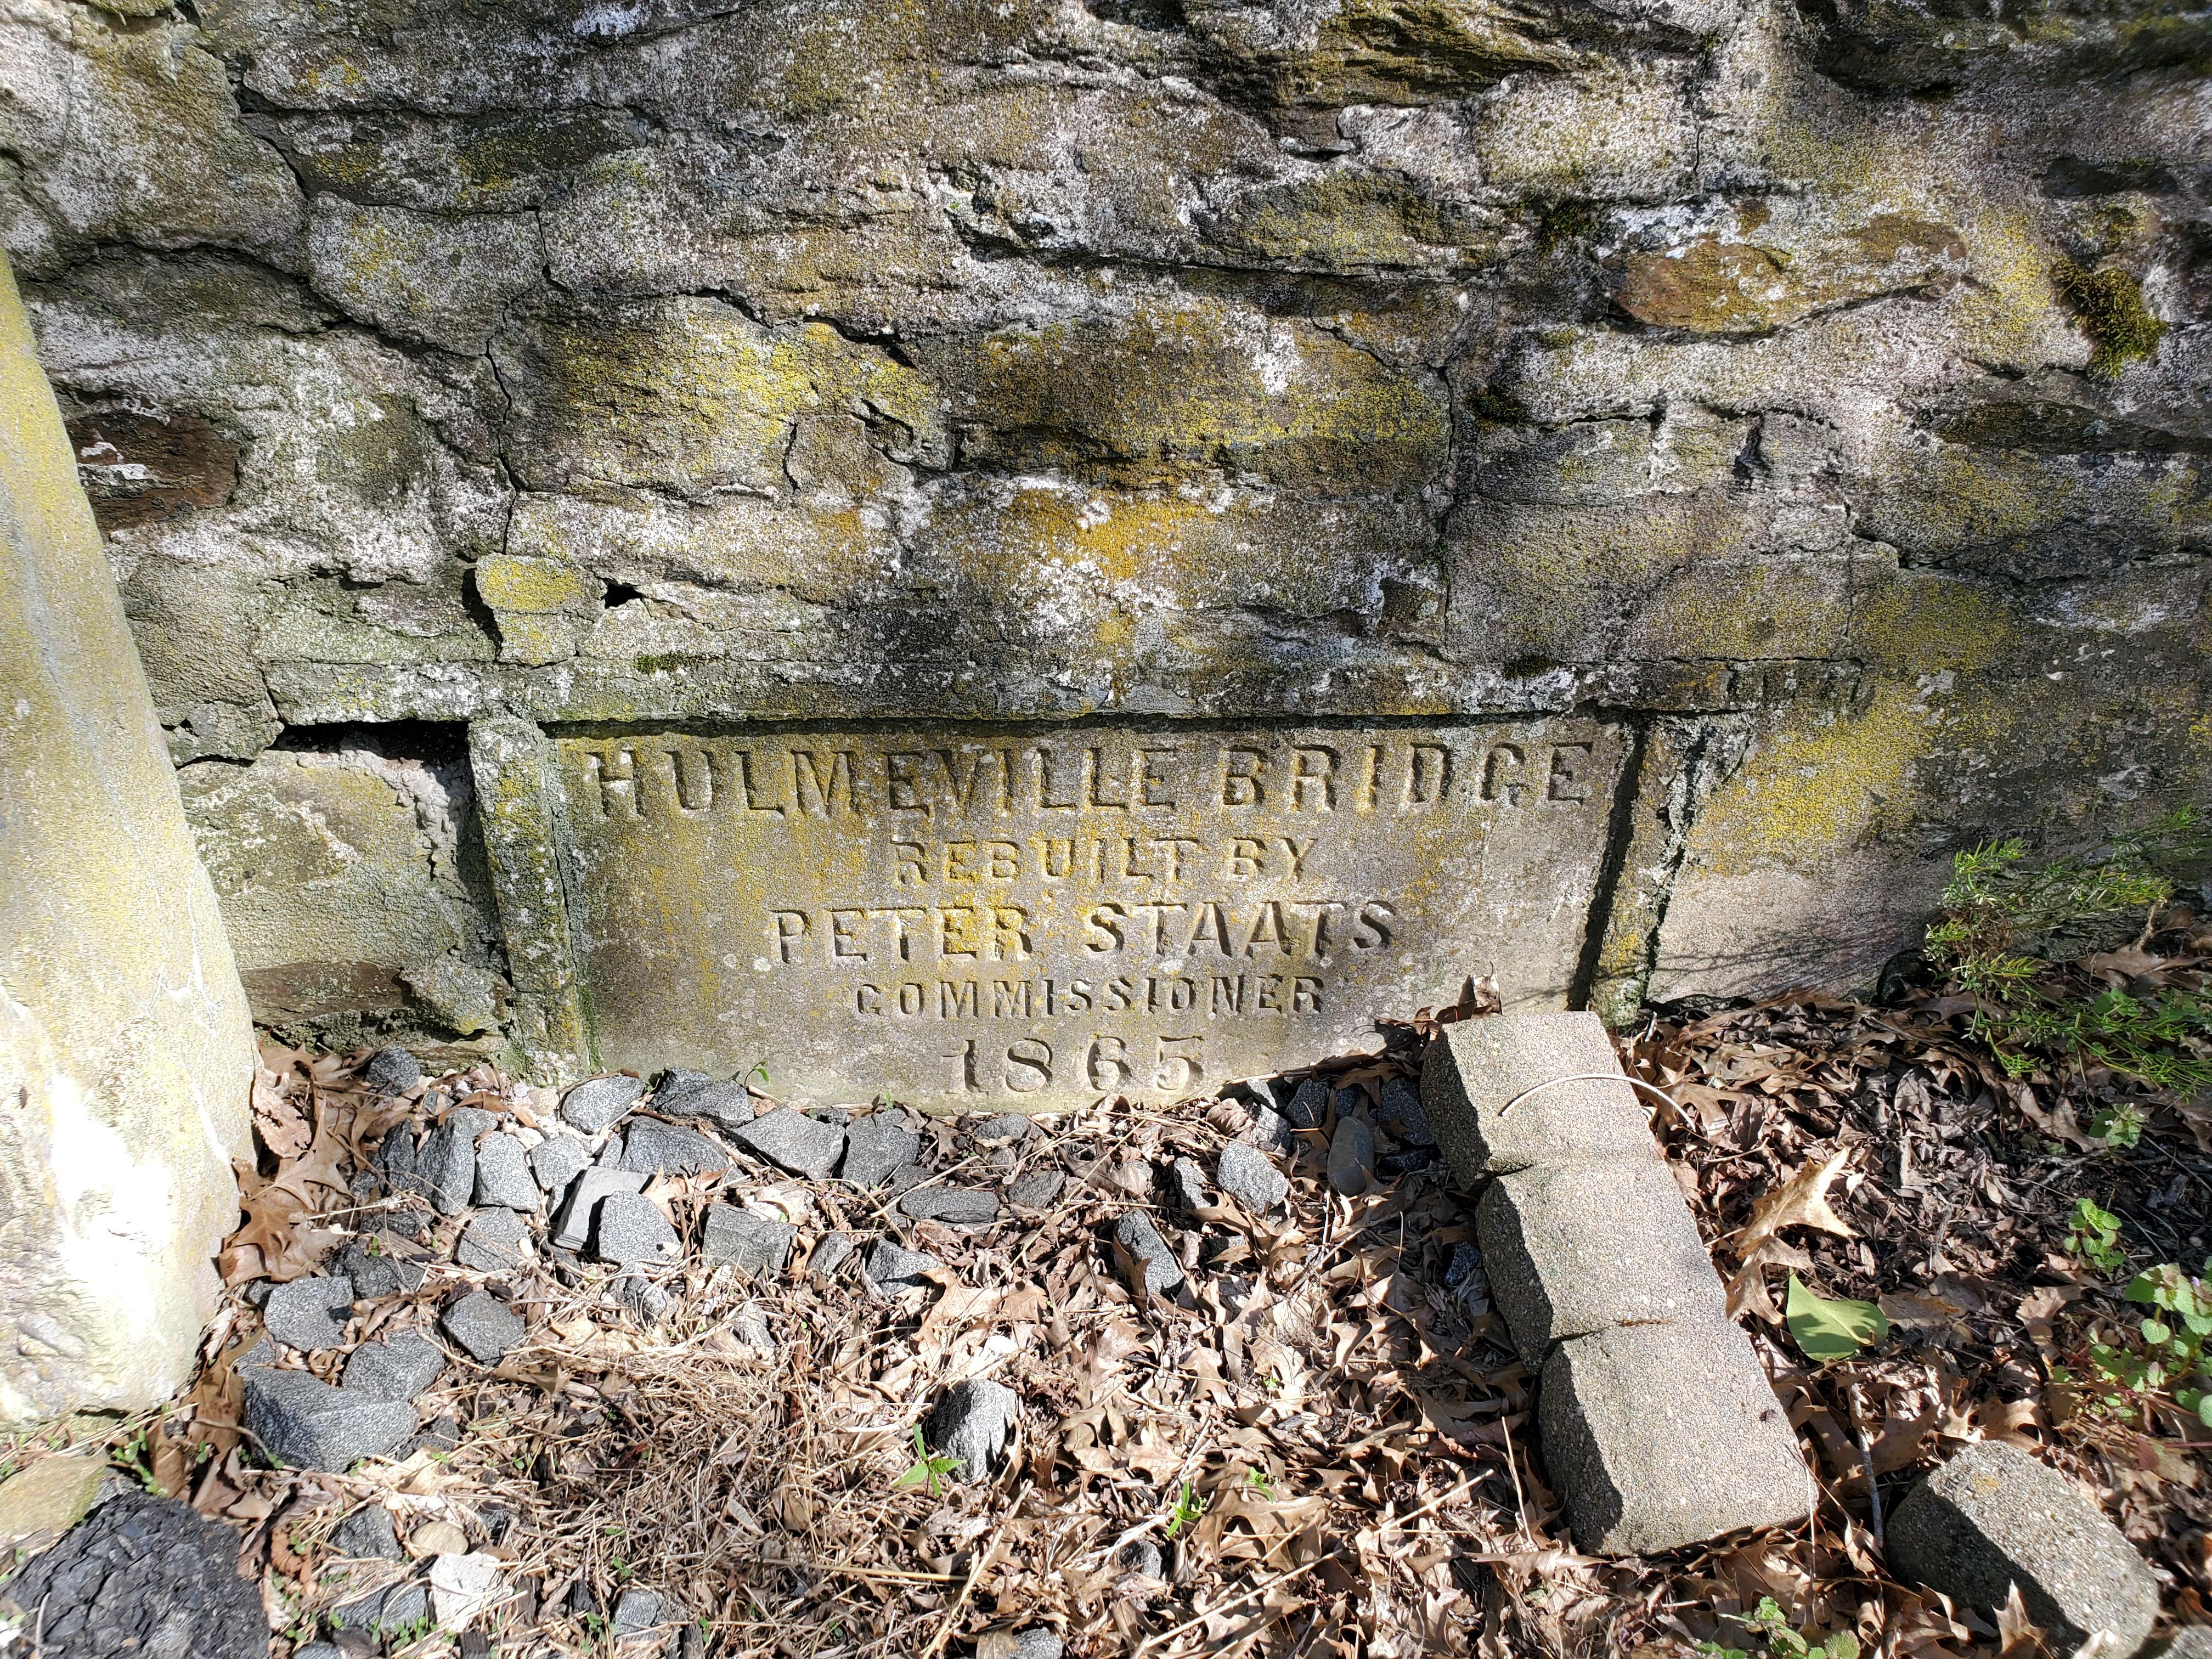 HULMEVILLE BRIDGE
REBUILT BY
PETER STAATS
COMMISSIONER
1865